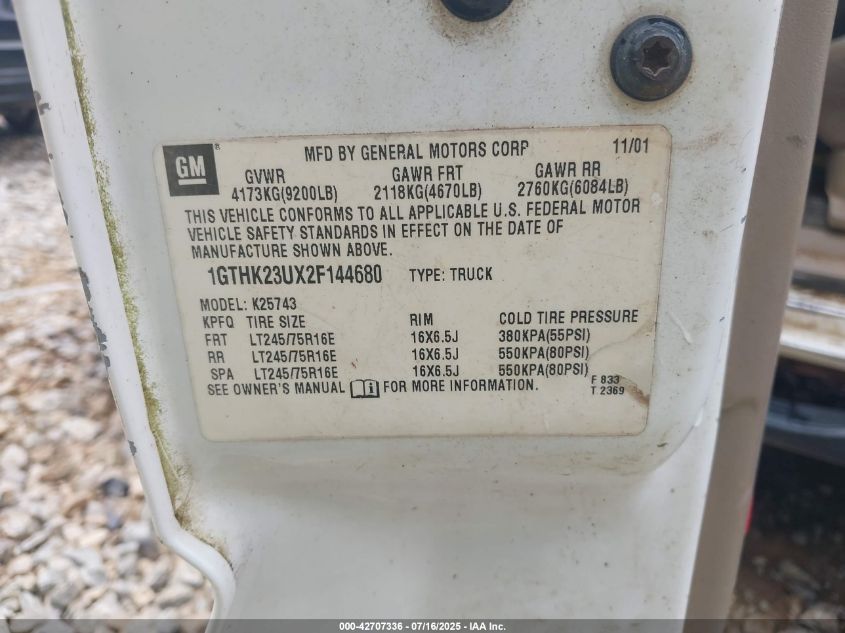 GM ®
MFD BY GENERAL MOTORS CORP 11/01
GVWR GAWR FRT GAWR RR
4173KG(9200LB) 2118KG(4670LB) 2760KG(6084LB)
THIS VEHICLE CONFORMS TO ALL APPLICABLE U.S. FEDERAL MOTOR
VEHICLE SAFETY STANDARDS IN EFFECT ON THE DATE OF
MANUFACTURE SHOWN ABOVE.
1GTHK23UX2F144680 TYPE: TRUCK
MODEL: K25743
KPFQ TIRE SIZE RIM COLD TIRE PRESSURE
FRT LT245/75R16E 16X6.5J 380KPA(55PSI)
RR LT245/75R16E 16X6.5J 550KPA(80PSI)
SPA LT245/75R16E 16X6.5J 550KPA(80PSI)
SEE OWNER'S MANUAL FOR MORE INFORMATION.
F 833
T 2369
000-42707336 - 07/16/2025 - IAA Inc.